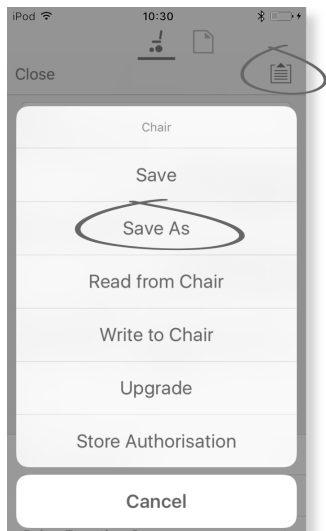 iPod 10:30
Close
Chair
Save
Save As
Read from Chair
Write to Chair
Upgrade
Store Authorisation
Cancel